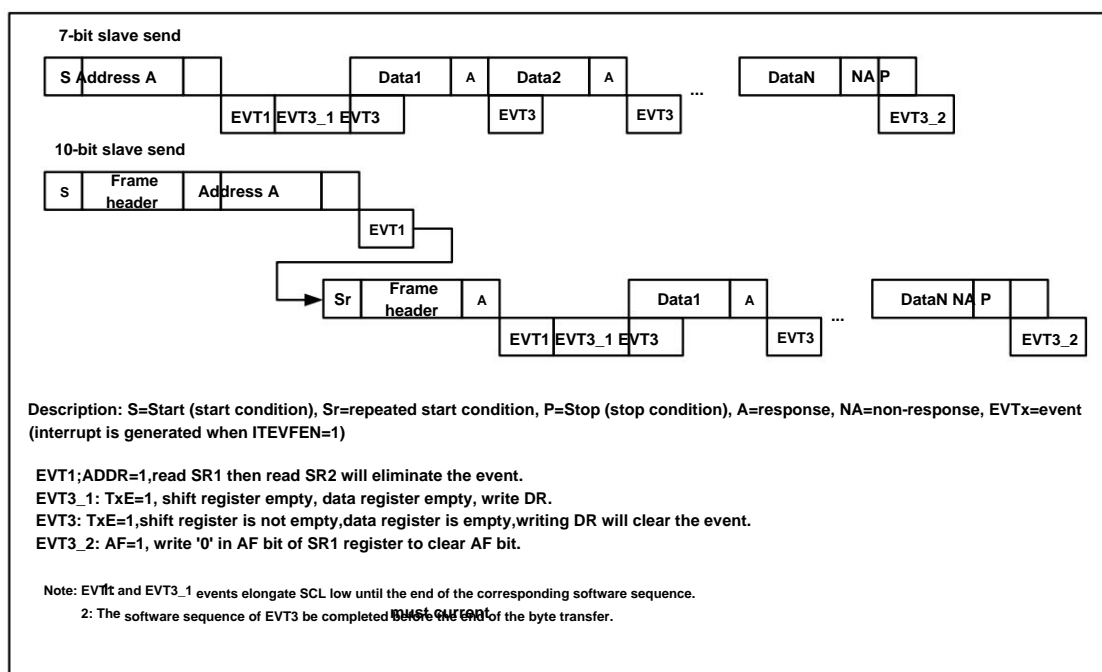 7-bit slave send
S Address A
Data1 A Data2 A ... DataN NA P
EVT1 EVT3_1 EVT3 EVT3 EVT3 EVT3_2
10-bit slave send
S Frame header Address A
EVT1
Sr Frame header A Data1 A ... DataN NA P
EVT1 EVT3_1 EVT3 EVT3 EVT3_2
Description: S=Start (start condition), Sr=repeated start condition, P=Stop (stop condition), A=response, NA=non-response, EVTx=event
(interrupt is generated when ITEVFEN=1)
EVT1;ADDR=1,read SR1 then read SR2 will eliminate the event.
EVT3_1: TxE=1, shift register empty, data register empty, write DR.
EVT3: TxE=1,shift register is not empty,data register is empty,writing DR will clear the event.
EVT3_2: AF=1, write '0' in AF bit of SR1 register to clear AF bit.
Note: 1: EVT1 and EVT3_1 events elongate SCL low until the end of the corresponding software sequence.
2: The software sequence of EVT3 must be completed before the end of the current byte transfer.